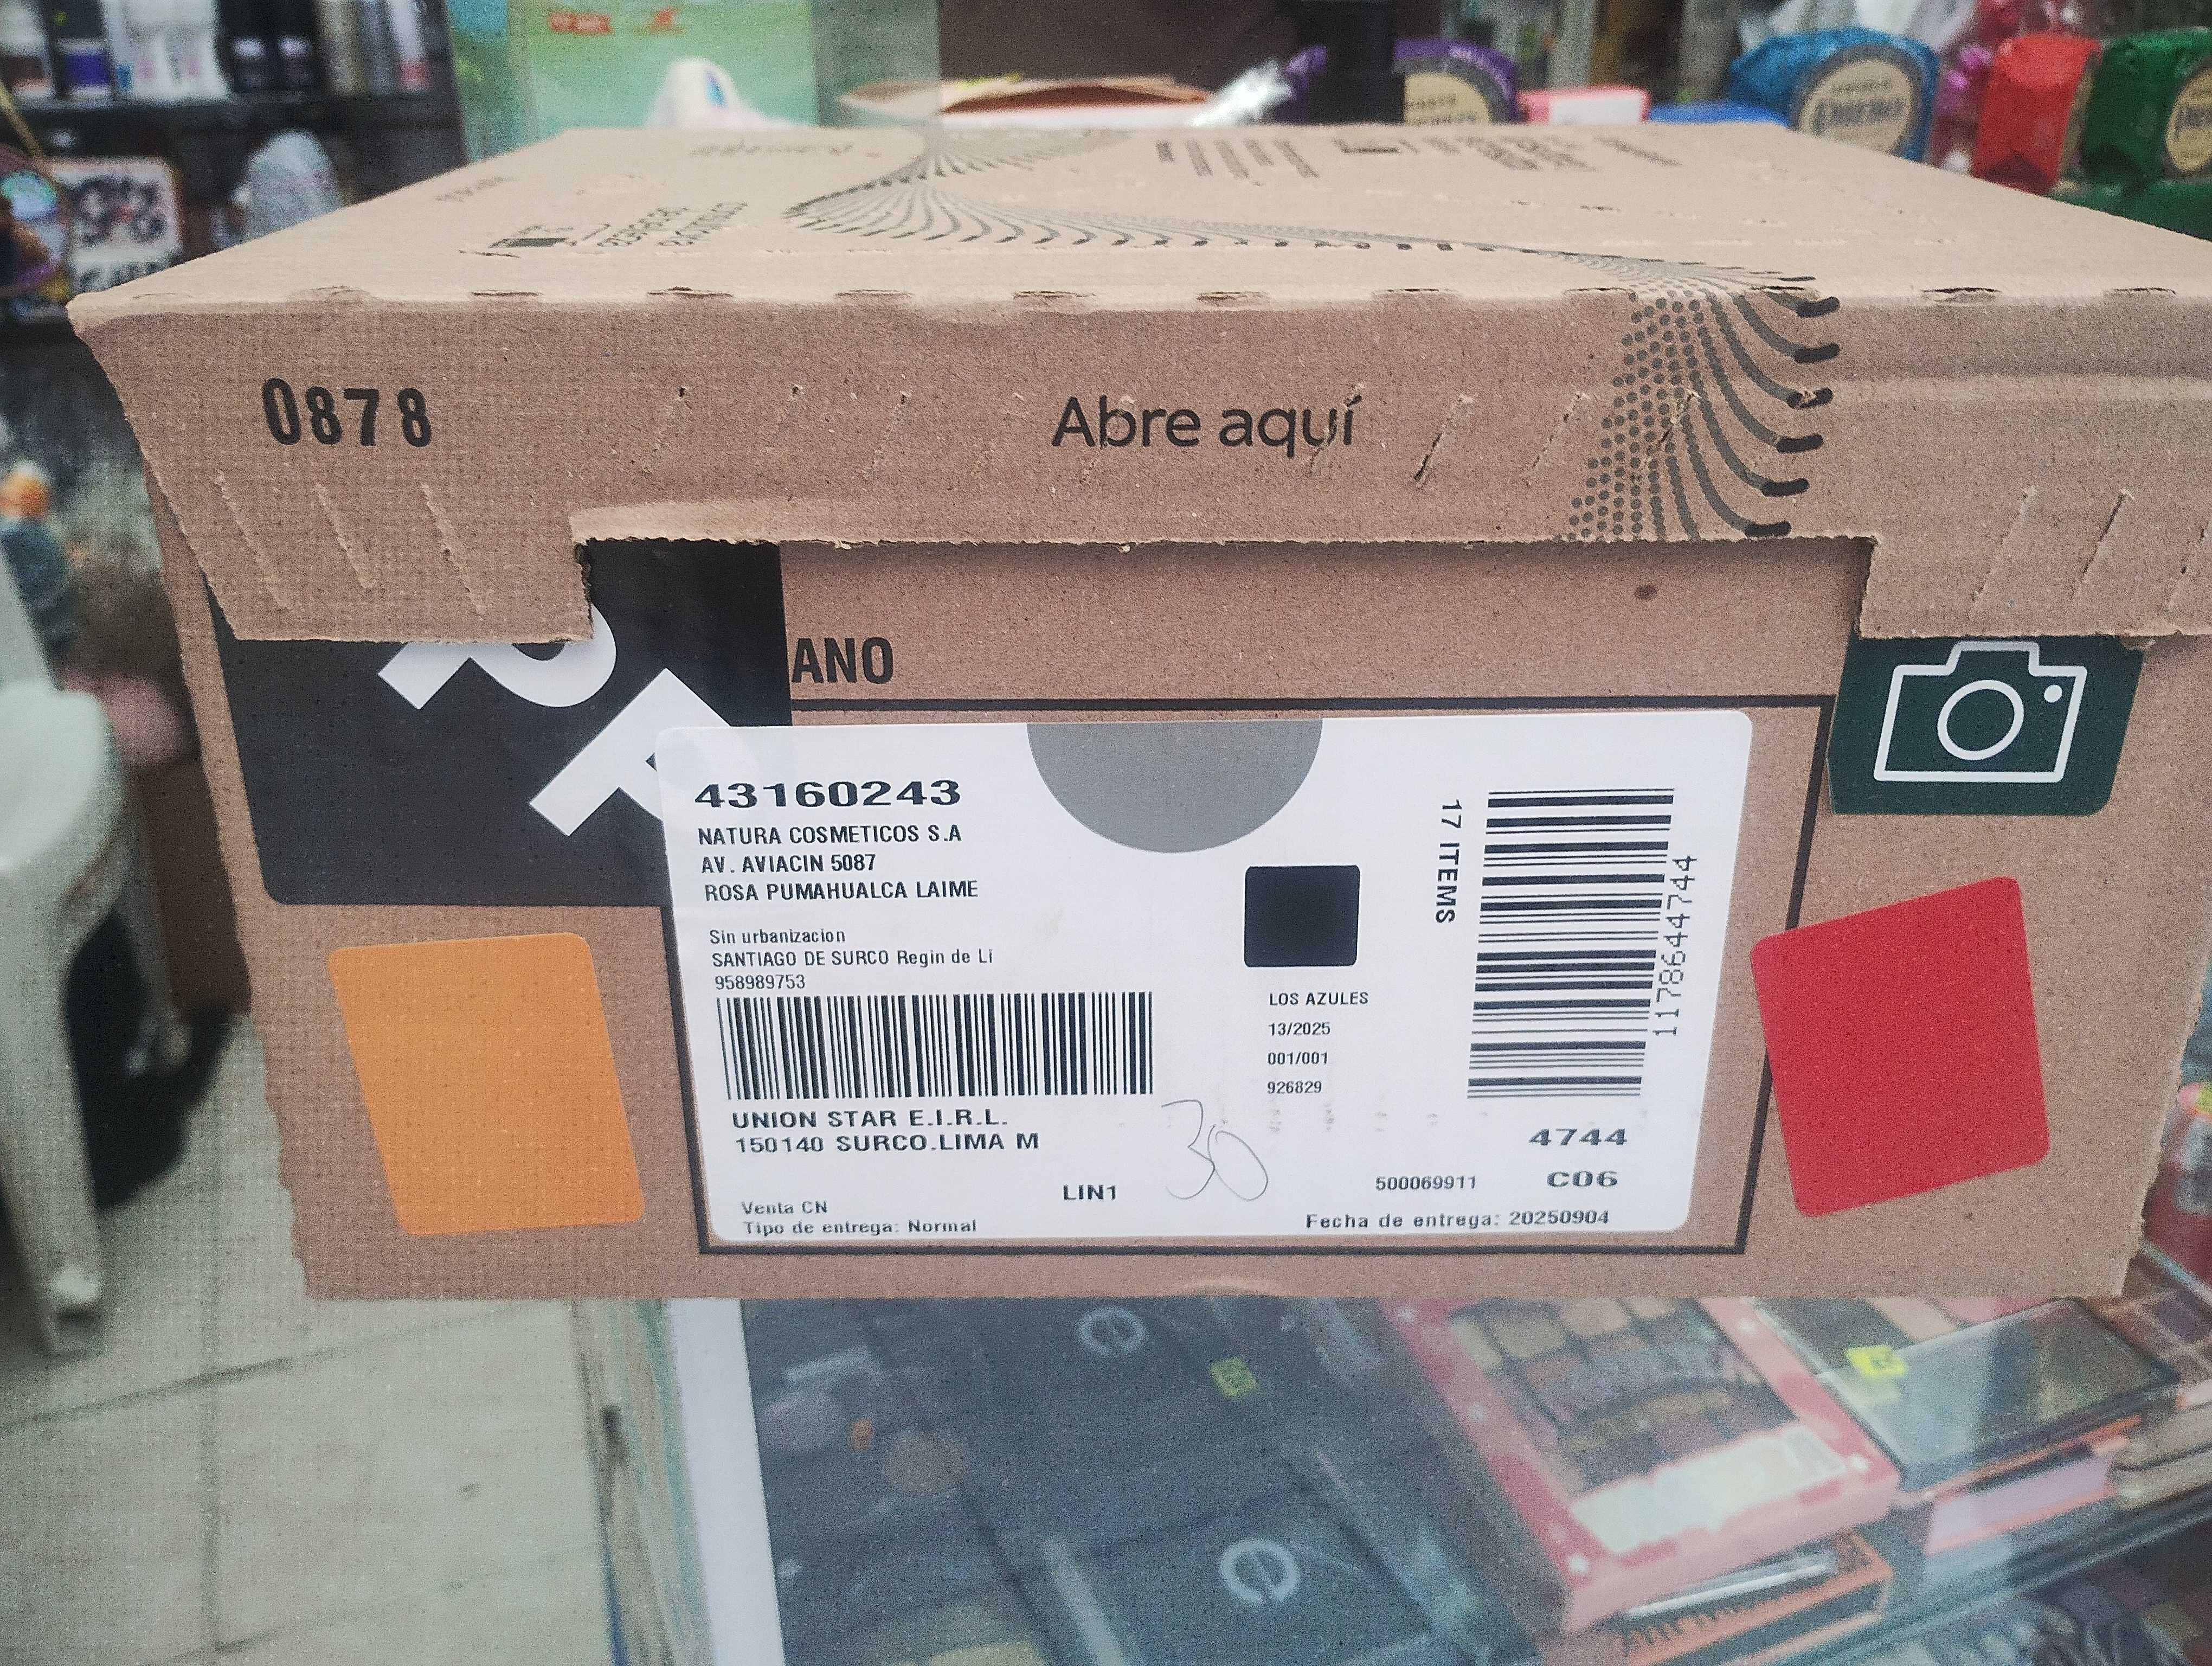 0878
Abre aquí
ANO
43160243
NATURA COSMETICOS S.A
AV. AVIACIN 5087
ROSA PUMAHUALCA LAIME
Sin urbanizacion
SANTIAGO DE SURCO Regin de Li
958989753
UNION STAR E.I.R.L.
150140 SURCO.LIMA M
LIN1
Venta CN
Tipo de entrega: Normal
LOS AZULES
13/2025
001/001
926829
30
17 ITEMS
1178644744
4744
500069911
C06
Fecha de entrega: 20250904
e
e